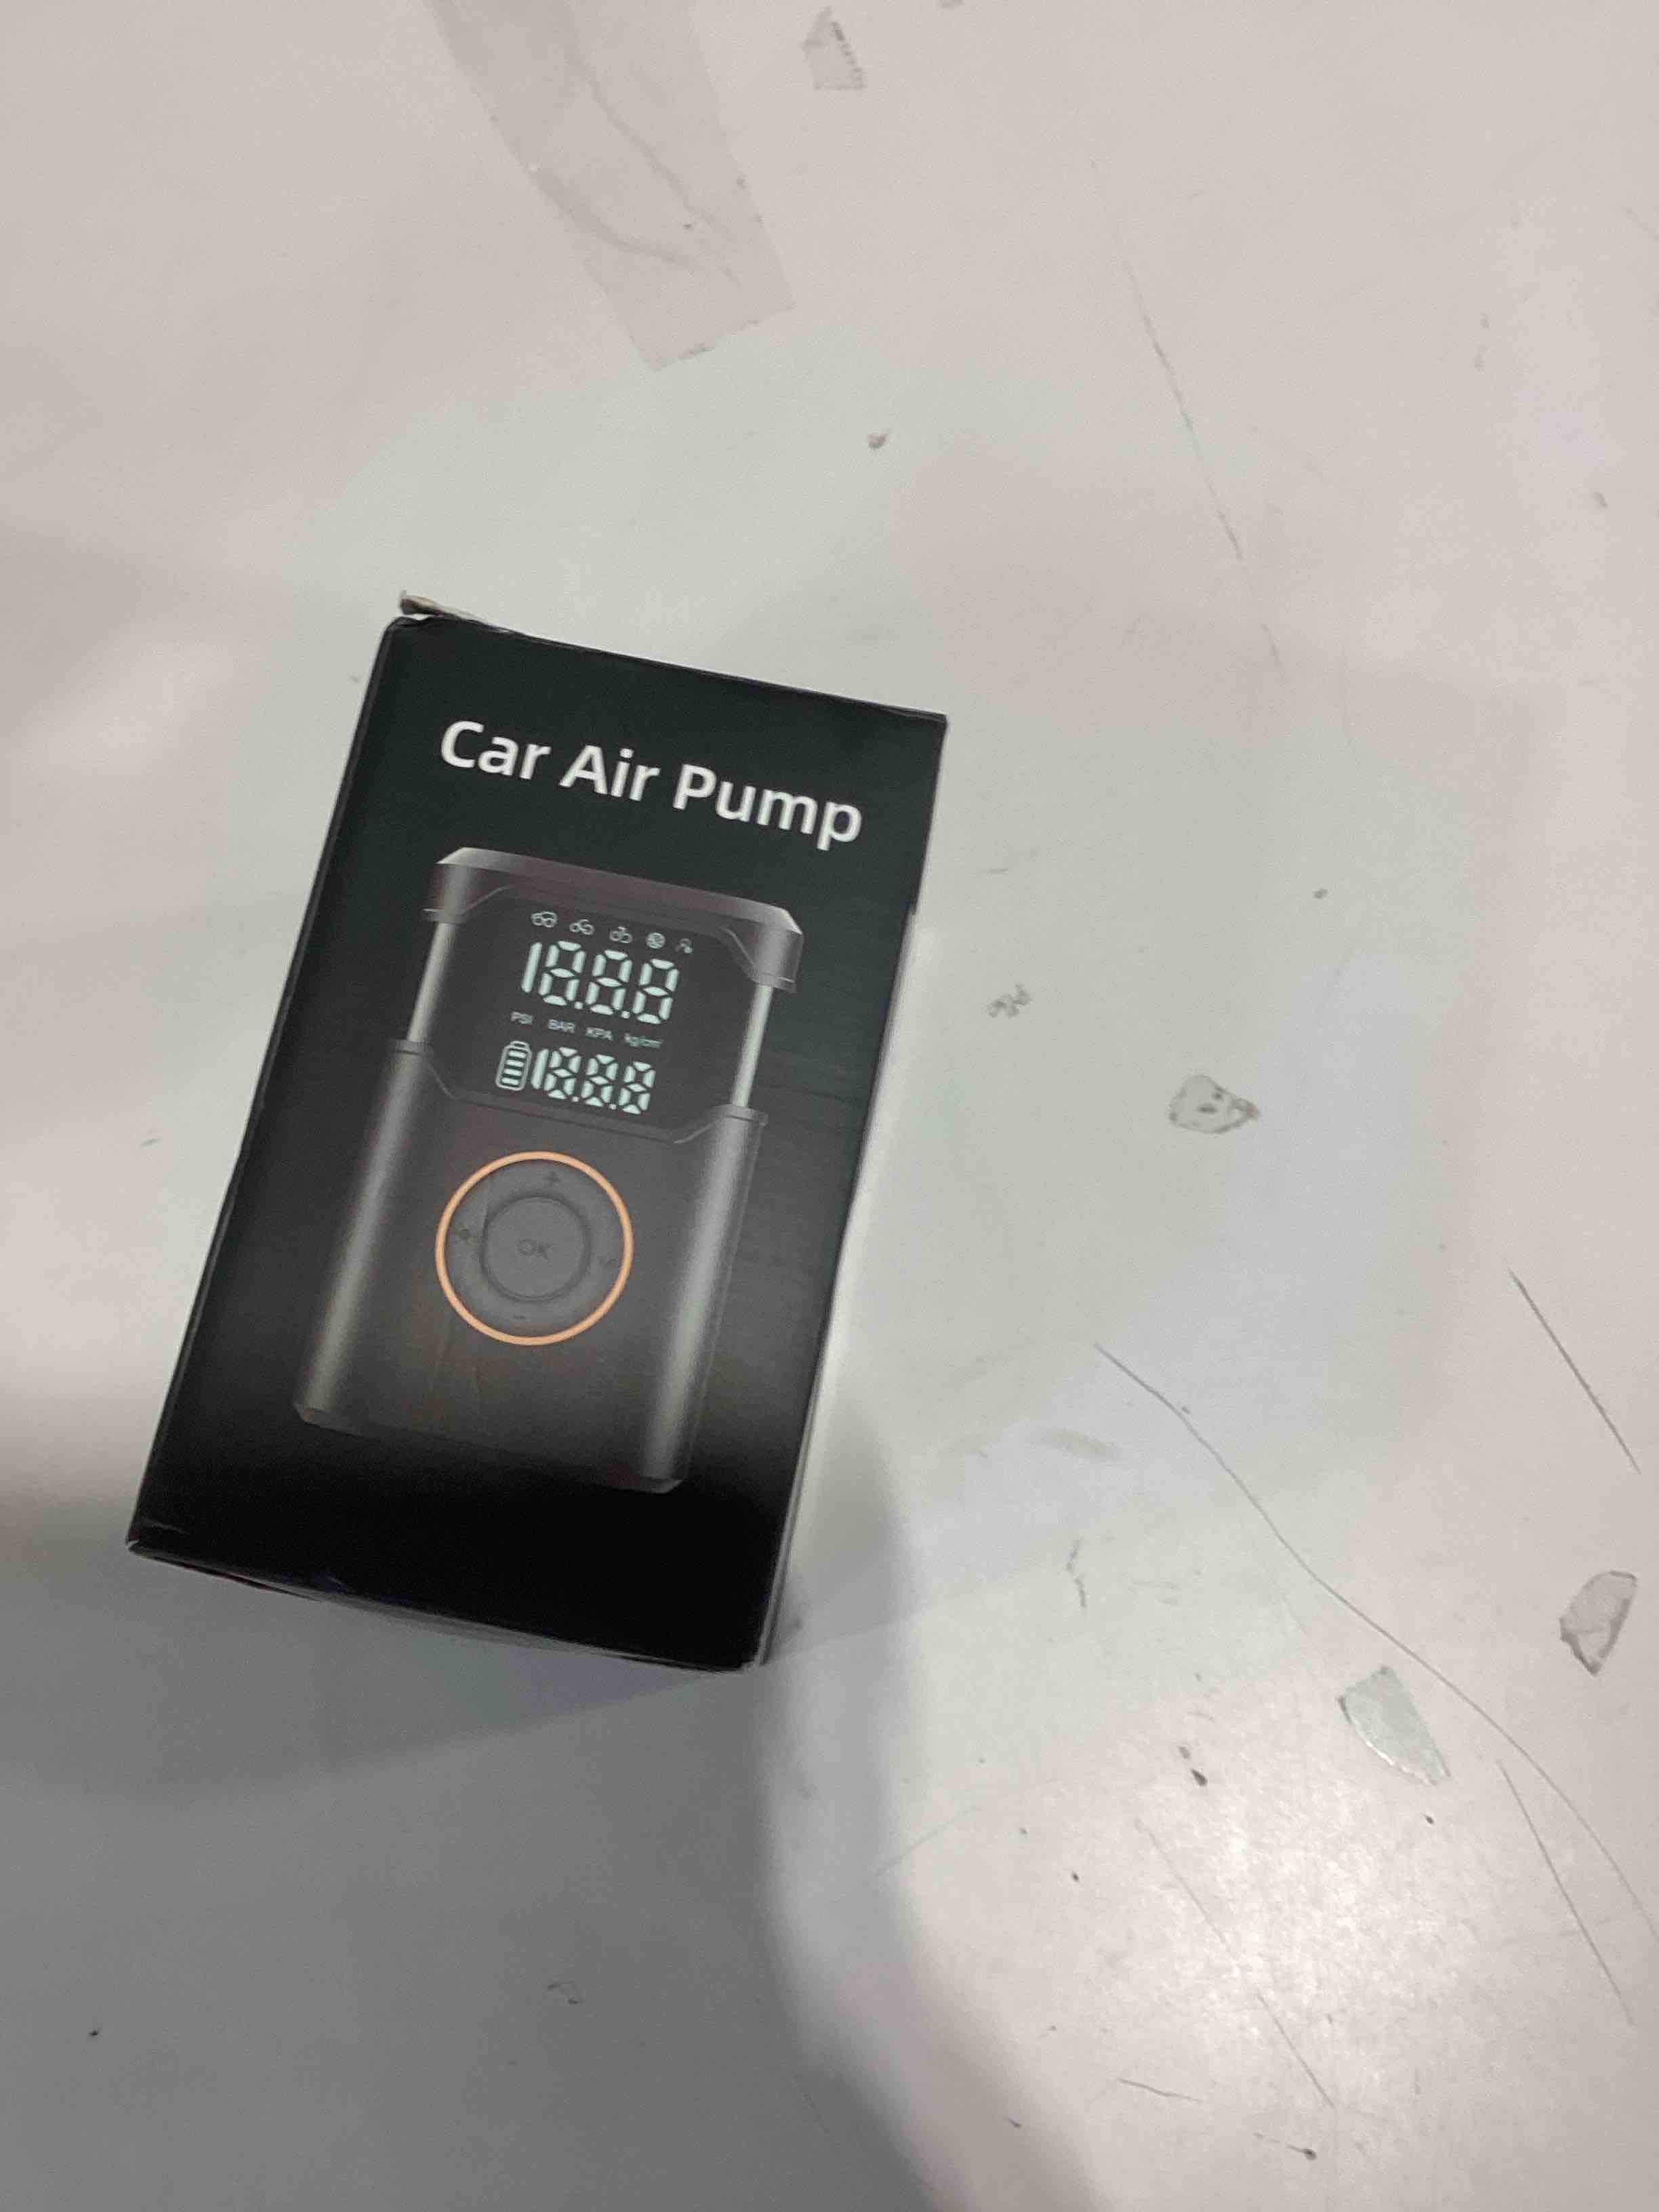 Car Air Pump
18.8.8
PSI BAR KPA kg/cm²
18.8.8
+
OK
-